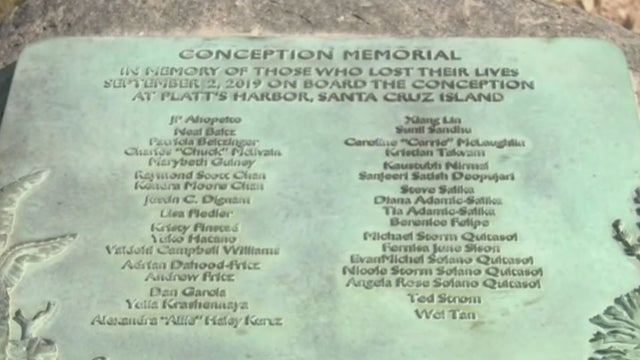 CONCEPTION MEMORIAL
IN MEMORY OF THOSE WHO LOST THEIR LIVES
SEPTEMBER 2, 2019 ON BOARD THE CONCEPTION
AT PLATT'S HARBOR, SANTA CRUZ ISLAND
JP Ahopelto
Neal Baltz
Patricia Beitzinger
Charles "Chuck" McIlvain
Marybeth Guiney
Raymond Scott Chan
Kendra Moore Chan
Justin C. Dignam
Lisa Fiedler
Kristy Finstad
Yuko Hatano
Vaidehi Campbell Williams
Adrian Dahood-Fritz
Andrew Fritz
Dan Garcia
Yulia Krashennaya
Alexandra "Allie" Haley Kurtz
Xiang Lin
Sunil Sandhu
Caroline "Carrie" McLaughlin
Kristian Takvam
Kaustubh Nirmal
Sanjeeri Satish Deopujari
Steve Salika
Diana Adamic-Salika
Tia Adamic-Salika
Berenice Felipe
Michael Storm Quitasol
Fernisa June Sison
EvanMichel Solano Quitasol
Nicole Storm Solano Quitasol
Angela Rose Solano Quitasol
Ted Strom
Wei Tan